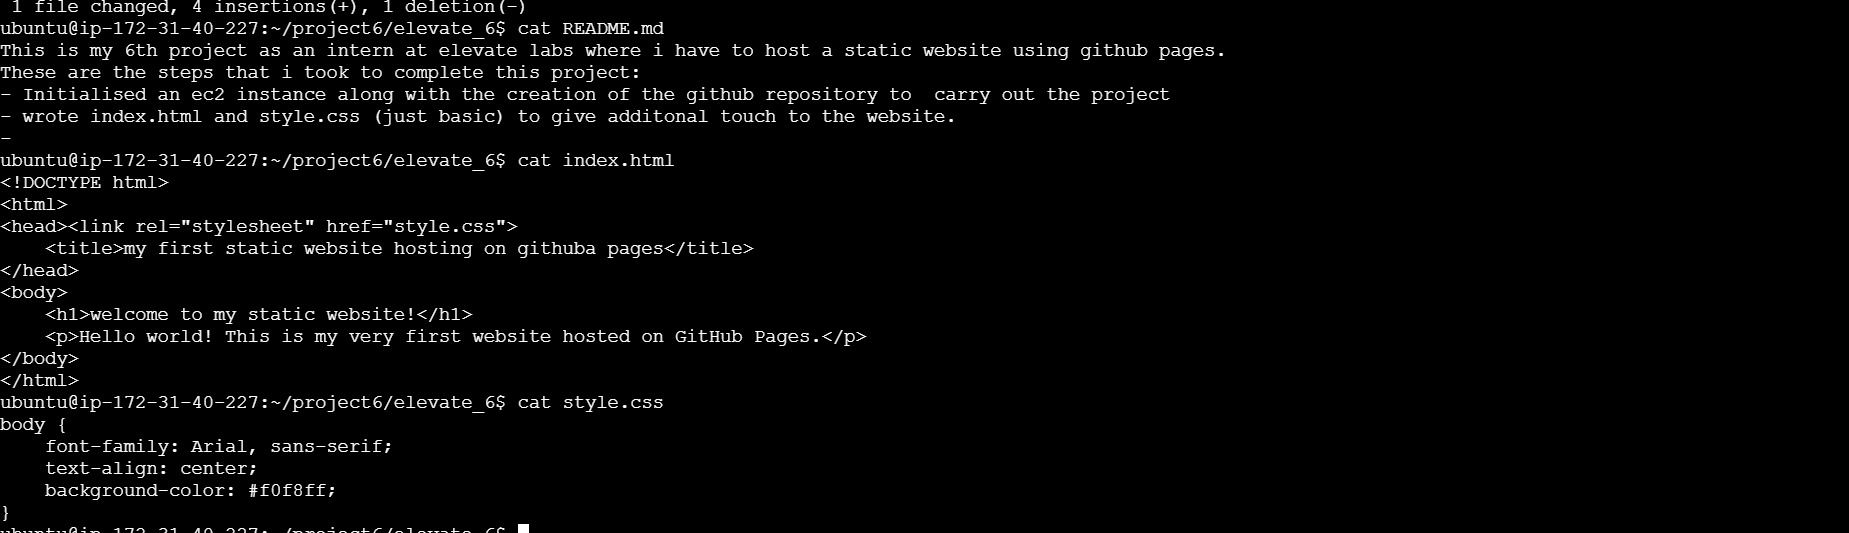 1 file changed, 4 insertions(+), 1 deletion(-)
ubuntu@ip-172-31-40-227:~/project6/elevate_6$ cat README.md
This is my 6th project as an intern at elevate labs where i have to host a static website using github pages.
These are the steps that i took to complete this project:
- Initialised an ec2 instance along with the creation of the github repository to  carry out the project
- wrote index.html and style.css (just basic) to give additonal touch to the website.
-
ubuntu@ip-172-31-40-227:~/project6/elevate_6$ cat index.html
<!DOCTYPE html>
<html>
<head><link rel="stylesheet" href="style.css">
    <title>my first static website hosting on githuba pages</title>
</head>
<body>
    <h1>welcome to my static website!</h1>
    <p>Hello world! This is my very first website hosted on GitHub Pages.</p>
</body>
</html>
ubuntu@ip-172-31-40-227:~/project6/elevate_6$ cat style.css
body {
    font-family: Arial, sans-serif;
    text-align: center;
    background-color: #f0f8ff;
}
ubuntu@ip-172-31-40-227:~/project6/elevate_6$